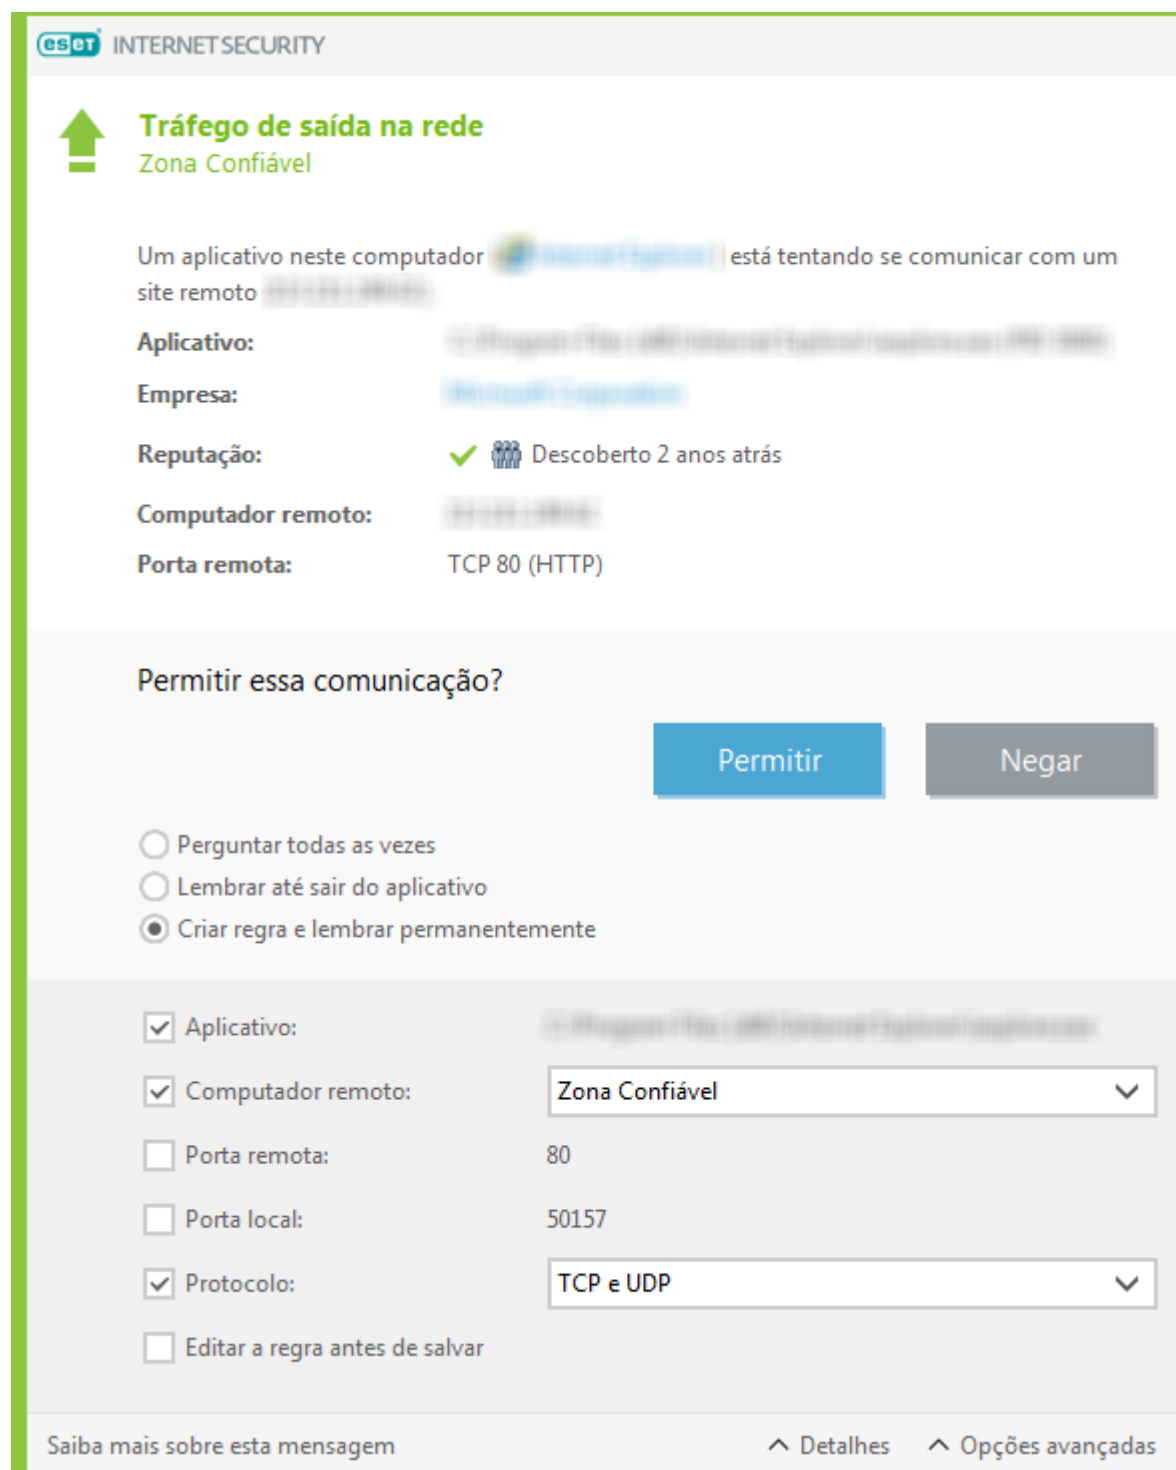 eset INTERNET SECURITY
Tráfego de saída na rede
Zona Confiável
Um aplicativo neste computador está tentando se comunicar com um
site remoto
Aplicativo:
Empresa:
Reputação: Descoberto 2 anos atrás
Computador remoto:
Porta remota: TCP 80 (HTTP)
Permitir essa comunicação?
Permitir Negar
Perguntar todas as vezes
Lembrar até sair do aplicativo
Criar regra e lembrar permanentemente
Aplicativo:
Computador remoto: Zona Confiável
Porta remota: 80
Porta local: 50157
Protocolo: TCP e UDP
Editar a regra antes de salvar
Saiba mais sobre esta mensagem Detalhes Opções avançadas